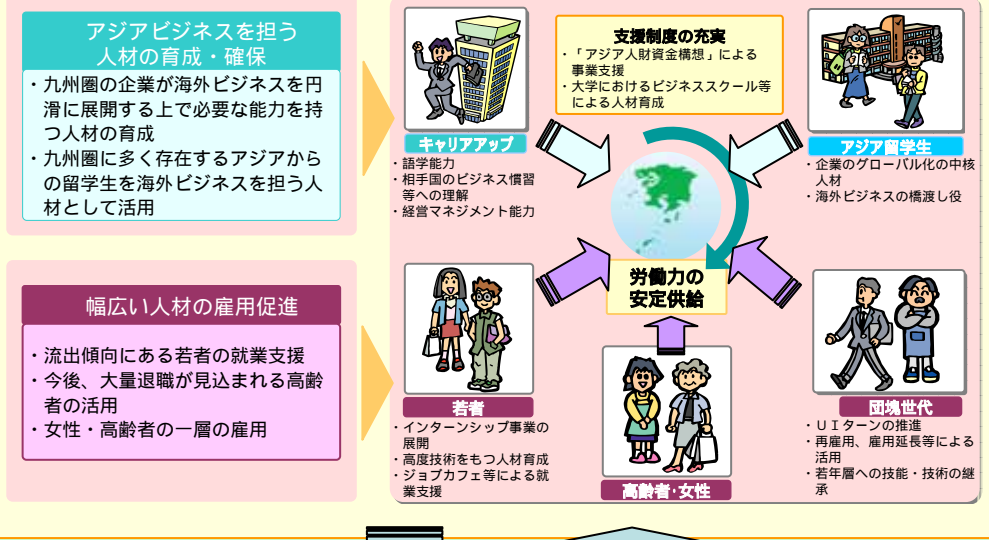 アジアビジネスを担う
人材の育成・確保
・九州圏の企業が海外ビジネスを円
滑に展開する上で必要な能力を持
つ人材の育成
・九州圏に多く存在するアジアから
の留学生を海外ビジネスを担う人
材として活用
幅広い人材の雇用促進
・流出傾向にある若者の就業支援
・今後、大量退職が見込まれる高齢
者の活用
・女性・高齢者の一層の雇用
キャリアアップ
・語学能力
・相手国のビジネス慣習
等への理解
・経営マネジメント能力
支援制度の充実
・「アジア人財資金構想」による
事業支援
・大学におけるビジネススクール等
による人材育成
アジア留学生
・企業のグローバル化の中核
人材
・海外ビジネスの橋渡し役
労働力の
安定供給
若者
・インターンシップ事業の
展開
・高度技術をもつ人材育成
・ジョブカフェ等による就
業支援
高齢者・女性
団塊世代
・ＵＩターンの推進
・再雇用、雇用延長等による
活用
・若年層への技能・技術の継
承